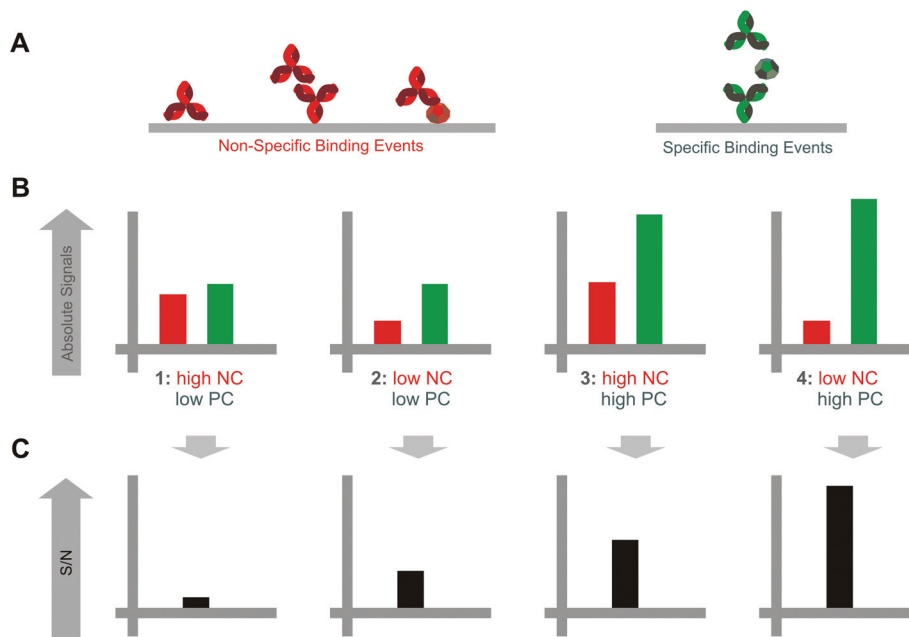 A
Non-Specific Binding Events
Specific Binding Events
B
Absolute Signals
1: high NC
low PC
2: low NC
low PC
3: high NC
high PC
4: low NC
high PC
C
S/N